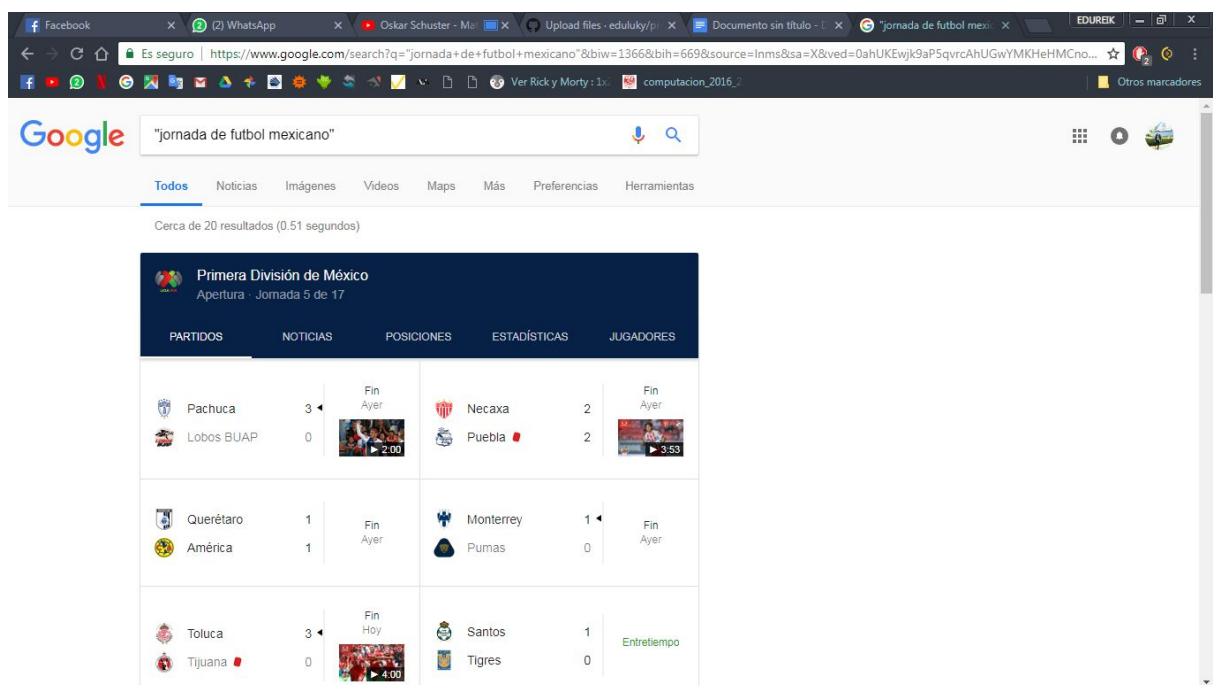 Facebook
(2) WhatsApp
Oskar Schuster - Ma
Upload files · eduluky/p
Documento sin título -
"jornada de futbol mexic
EDUREIK
Es seguro | https://www.google.com/search?q="jornada+de+futbol+mexicano"&biw=1366&bih=669&source=lnms&sa=X&ved=0ahUKEwjk9aP5qvrcAhUGwYMKHeHMCno...
Ver Rick y Morty : 1x
computacion_2016_2
Otros marcadores
Google
"jornada de futbol mexicano"
Todos Noticias Imágenes Videos Maps Más Preferencias Herramientas
Cerca de 20 resultados (0.51 segundos)
Primera División de México
Apertura · Jornada 5 de 17
PARTIDOS NOTICIAS POSICIONES ESTADÍSTICAS JUGADORES
Pachuca 3
Lobos BUAP 0
Fin
Ayer
2:00
Necaxa 2
Puebla 2
Fin
Ayer
3:53
Querétaro 1
América 1
Fin
Ayer
Monterrey 1
Pumas 0
Fin
Ayer
Toluca 3
Tijuana 0
Fin
Hoy
4:00
Santos 1
Tigres 0
Entretiempo